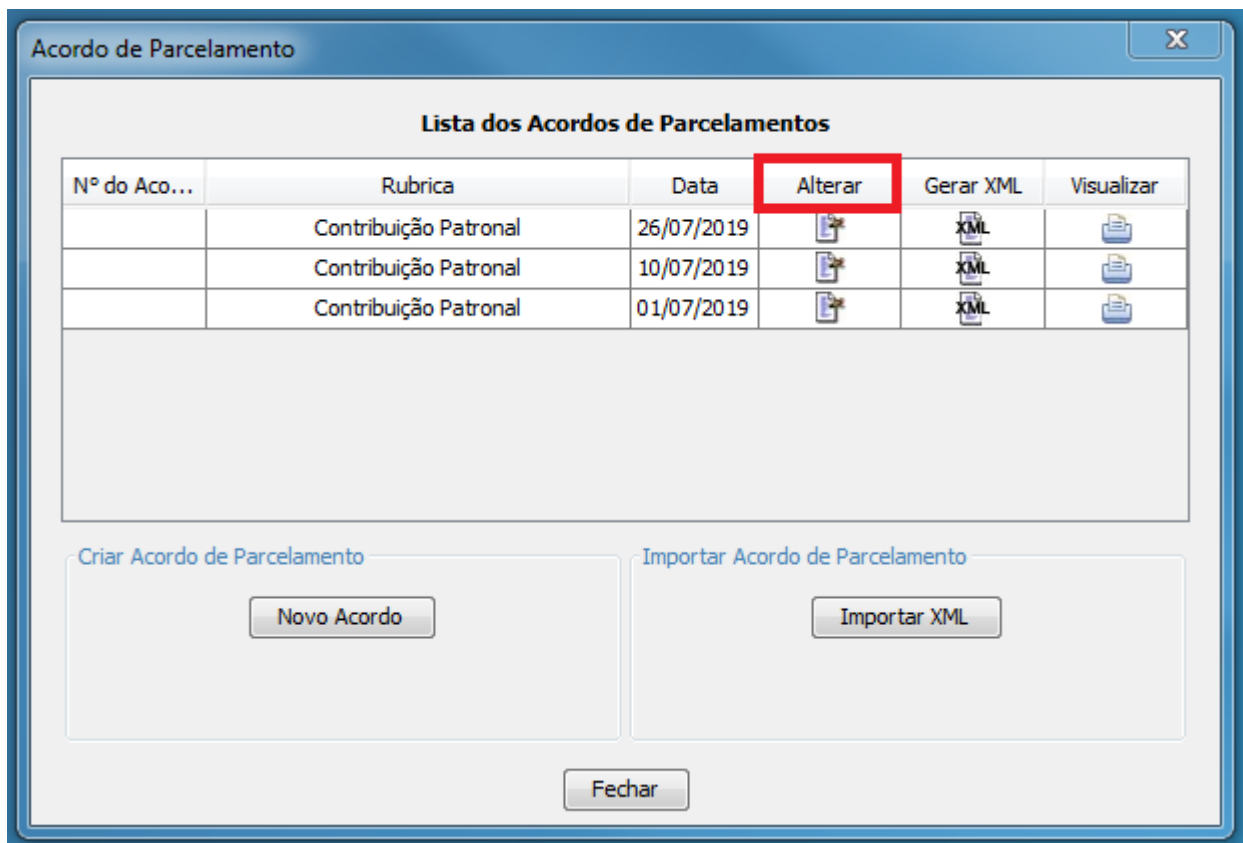 Acordo de Parcelamento
Lista dos Acordos de Parcelamentos
Nº do Aco... Rubrica Data Alterar Gerar XML Visualizar
Contribuição Patronal 26/07/2019 XML
Contribuição Patronal 10/07/2019 XML
Contribuição Patronal 01/07/2019 XML
Criar Acordo de Parcelamento Importar Acordo de Parcelamento
Novo Acordo Importar XML
Fechar